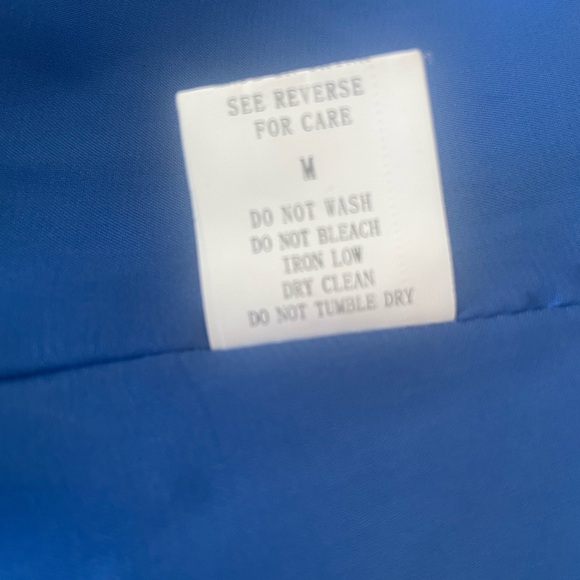 SEE REVERSE
FOR CARE
M
DO NOT WASH
DO NOT BLEACH
IRON LOW
DRY CLEAN
DO NOT TUMBLE DRY